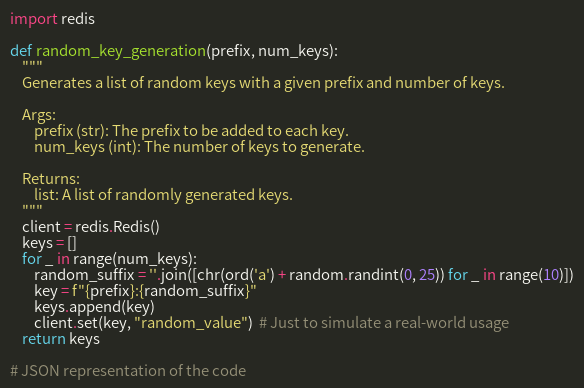 import redis

def random_key_generation(prefix, num_keys):
    """
    Generates a list of random keys with a given prefix and number of keys.

    Args:
        prefix (str): The prefix to be added to each key.
        num_keys (int): The number of keys to generate.

    Returns:
        list: A list of randomly generated keys.
    """
    client = redis.Redis()
    keys = []
    for _ in range(num_keys):
        random_suffix = ''.join([chr(ord('a') + random.randint(0, 25)) for _ in range(10)])
        key = f"{prefix}:{random_suffix}"
        keys.append(key)
        client.set(key, "random_value")  # Just to simulate a real-world usage
    return keys

# JSON representation of the code